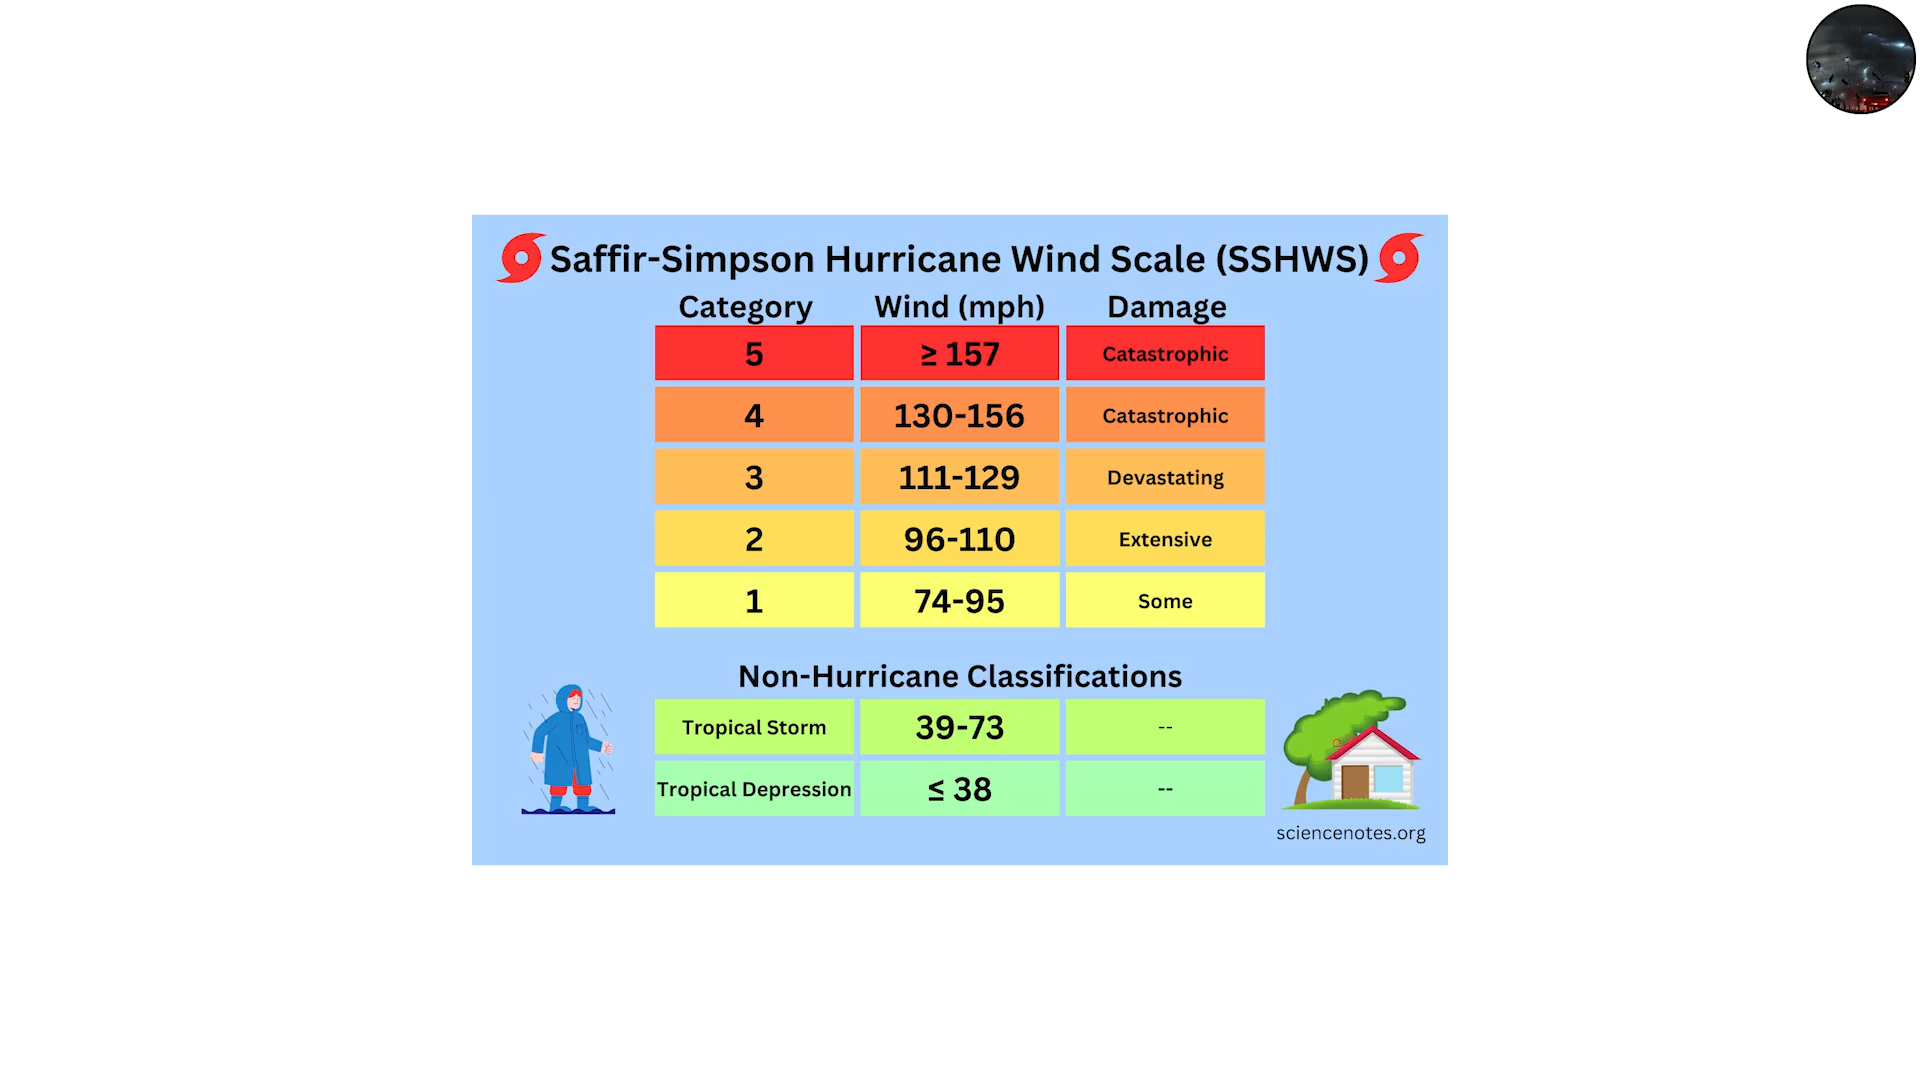 Saffir-Simpson Hurricane Wind Scale (SSHWS)
Category Wind (mph) Damage
5 ≥ 157 Catastrophic
4 130-156 Catastrophic
3 111-129 Devastating
2 96-110 Extensive
1 74-95 Some
Non-Hurricane Classifications
Tropical Storm 39-73 --
Tropical Depression ≤ 38 --
sciencenotes.org